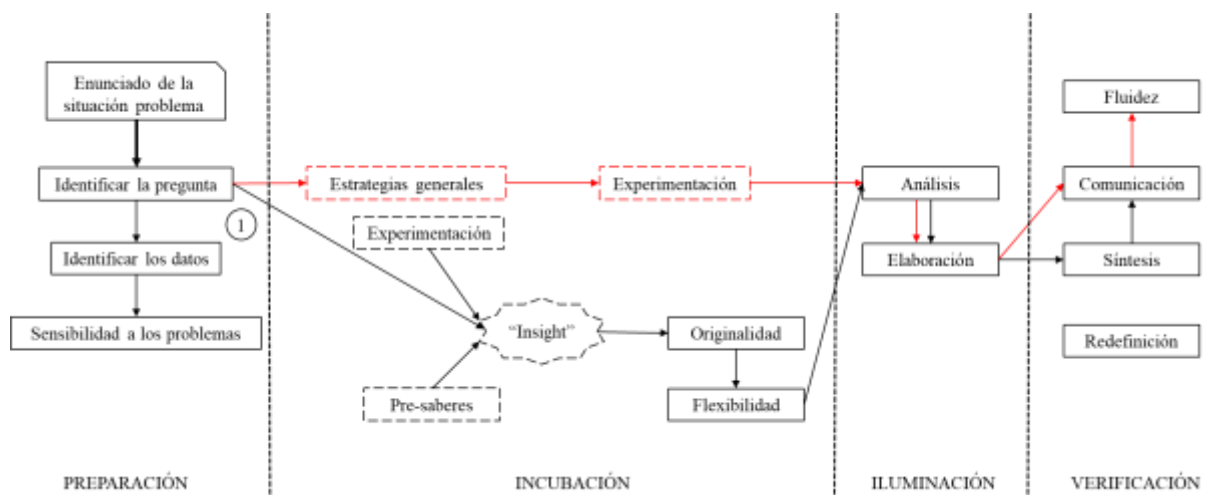 Enunciado de la
situación problema
Identificar la pregunta
1
Identificar los datos
Sensibilidad a los problemas
PREPARACIÓN
Estrategias generales
Experimentación
Experimentación
"Insight"
Pre-saberes
Originalidad
Flexibilidad
INCUBACIÓN
Análisis
Elaboración
ILUMINACIÓN
Fluidez
Comunicación
Síntesis
Redefinición
VERIFICACIÓN